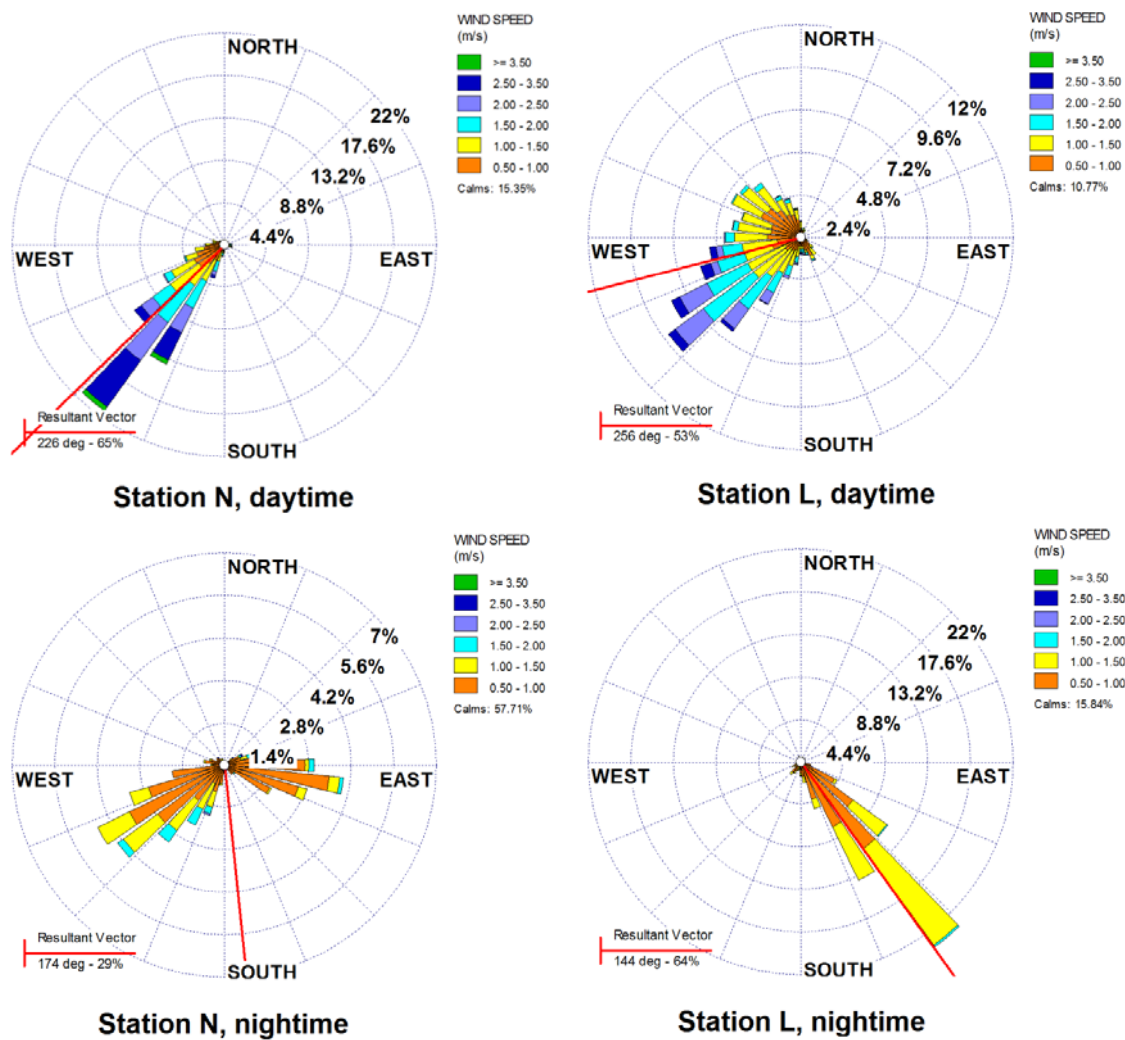 NORTH
22%
17.6%
13.2%
8.8%
4.4%
WEST
EAST
SOUTH
WIND SPEED
(m/s)
>= 3.50
2.50 - 3.50
2.00 - 2.50
1.50 - 2.00
1.00 - 1.50
0.50 - 1.00
Calms: 15.35%
Resultant Vector
226 deg - 65%
Station N, daytime
NORTH
12%
9.6%
7.2%
4.8%
2.4%
WEST
EAST
SOUTH
WIND SPEED
(m/s)
>= 3.50
2.50 - 3.50
2.00 - 2.50
1.50 - 2.00
1.00 - 1.50
0.50 - 1.00
Calms: 10.77%
Resultant Vector
256 deg - 53%
Station L, daytime
NORTH
7%
5.6%
4.2%
2.8%
1.4%
WEST
EAST
SOUTH
WIND SPEED
(m/s)
>= 3.50
2.50 - 3.50
2.00 - 2.50
1.50 - 2.00
1.00 - 1.50
0.50 - 1.00
Calms: 57.71%
Resultant Vector
174 deg - 29%
Station N, nightime
NORTH
22%
17.6%
13.2%
8.8%
4.4%
WEST
EAST
SOUTH
WIND SPEED
(m/s)
>= 3.50
2.50 - 3.50
2.00 - 2.50
1.50 - 2.00
1.00 - 1.50
0.50 - 1.00
Calms: 15.84%
Resultant Vector
144 deg - 64%
Station L, nightime